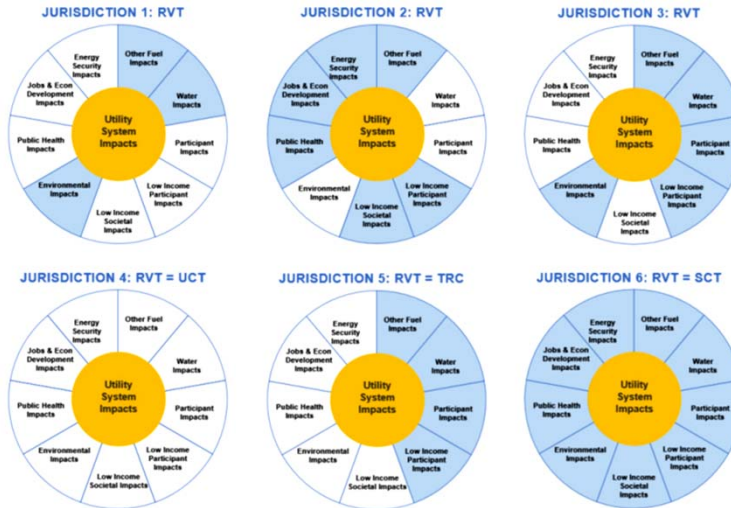 JURISDICTION 1: RVT
Energy
Security
Impacts
Other Fuel
Impacts
Jobs & Econ
Development
Impacts
Water
Impacts
Utility
System
Impacts
Public Health
Impacts
Participant
Impacts
Environmental
Impacts
Low Income
Participant
Impacts
Low Income
Societal
Impacts
JURISDICTION 2: RVT
Energy
Security
Impacts
Other Fuel
Impacts
Jobs & Econ
Development
Impacts
Water
Impacts
Utility
System
Impacts
Public Health
Impacts
Participant
Impacts
Environmental
Impacts
Low Income
Participant
Impacts
Low Income
Societal
Impacts
JURISDICTION 3: RVT
Energy
Security
Impacts
Other Fuel
Impacts
Jobs & Econ
Development
Impacts
Water
Impacts
Utility
System
Impacts
Public Health
Impacts
Participant
Impacts
Environmental
Impacts
Low Income
Participant
Impacts
Low Income
Societal
Impacts
JURISDICTION 4: RVT = UCT
Energy
Security
Impacts
Other Fuel
Impacts
Jobs & Econ
Development
Impacts
Water
Impacts
Utility
System
Impacts
Public Health
Impacts
Participant
Impacts
Environmental
Impacts
Low Income
Participant
Impacts
Low Income
Societal Impacts
JURISDICTION 5: RVT = TRC
Energy
Security
Impacts
Other Fuel
Impacts
Jobs & Econ
Development
Impacts
Water
Impacts
Utility
System
Impacts
Public Health
Impacts
Participant
Impacts
Environmental
Impacts
Low Income
Participant
Impacts
Low Income
Societal Impacts
JURISDICTION 6: RVT = SCT
Energy
Security
Impacts
Other Fuel
Impacts
Jobs & Econ
Development
Impacts
Water
Impacts
Utility
System
Impacts
Public Health
Impacts
Participant
Impacts
Environmental
Impacts
Low Income
Participant
Impacts
Low Income
Societal
Impacts